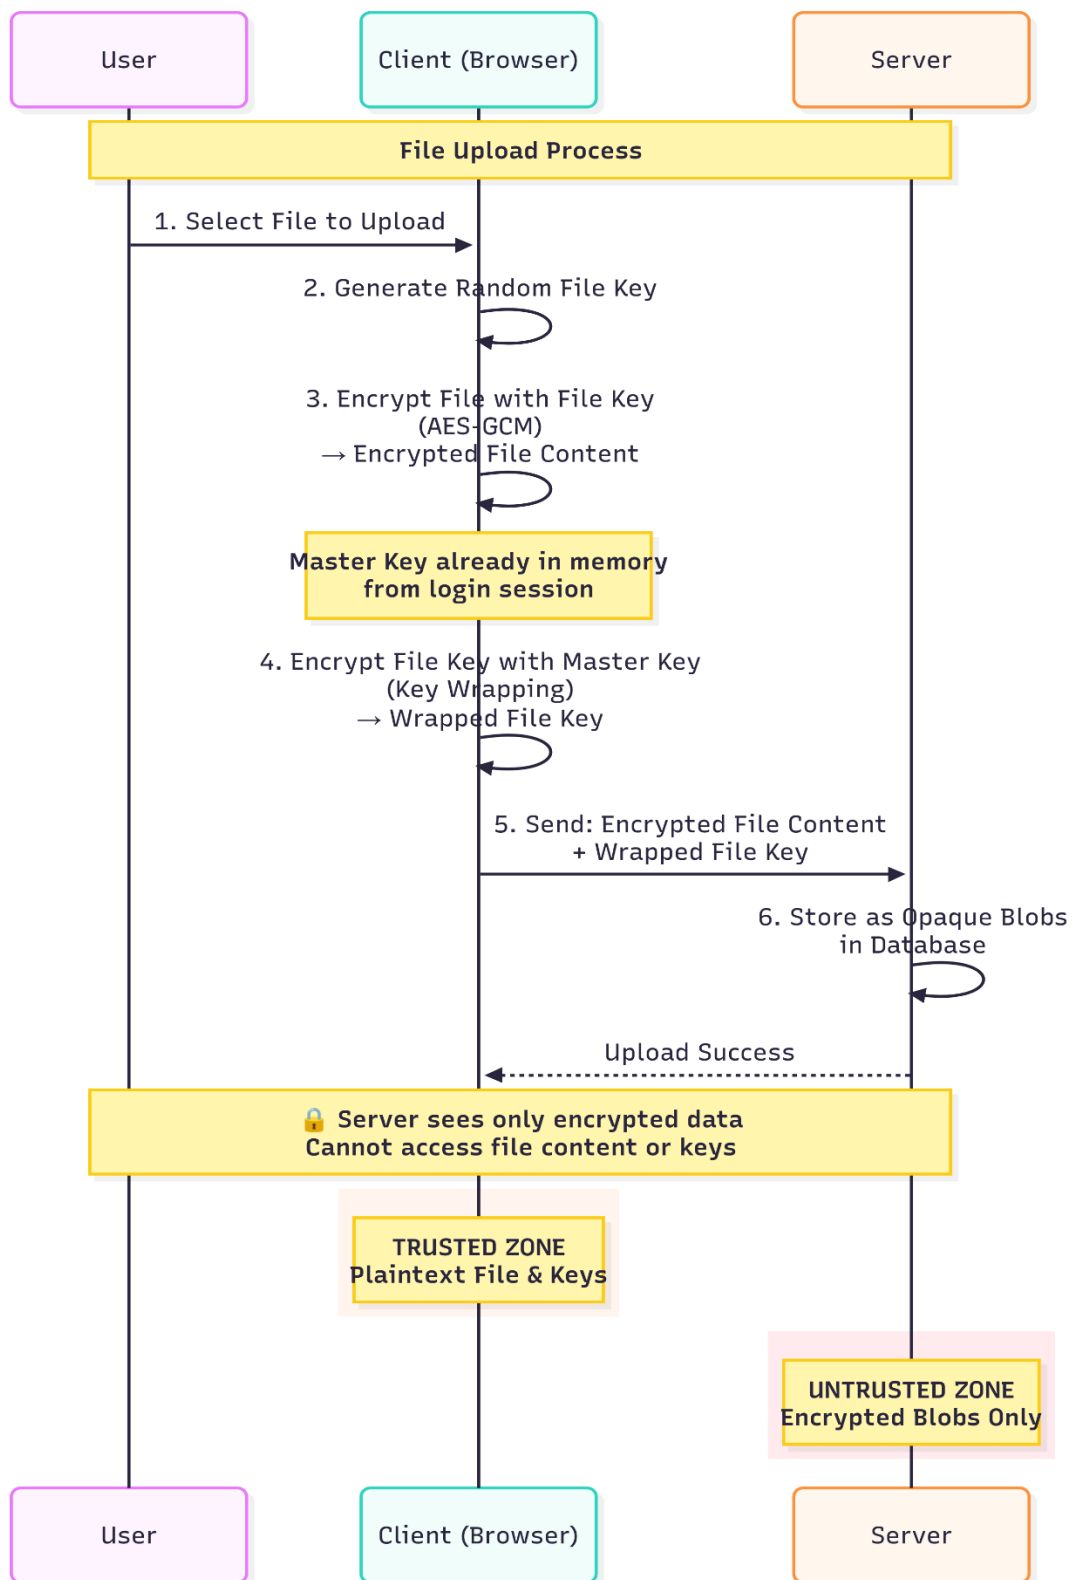 User
Client (Browser)
Server
File Upload Process
1. Select File to Upload
2. Generate Random File Key
3. Encrypt File with File Key
(AES-GCM)
→ Encrypted File Content
Master Key already in memory
from login session
4. Encrypt File Key with Master Key
(Key Wrapping)
→ Wrapped File Key
5. Send: Encrypted File Content
+ Wrapped File Key
6. Store as Opaque Blobs
in Database
Upload Success
🔒 Server sees only encrypted data
Cannot access file content or keys
TRUSTED ZONE
Plaintext File & Keys
UNTRUSTED ZONE
Encrypted Blobs Only
User
Client (Browser)
Server